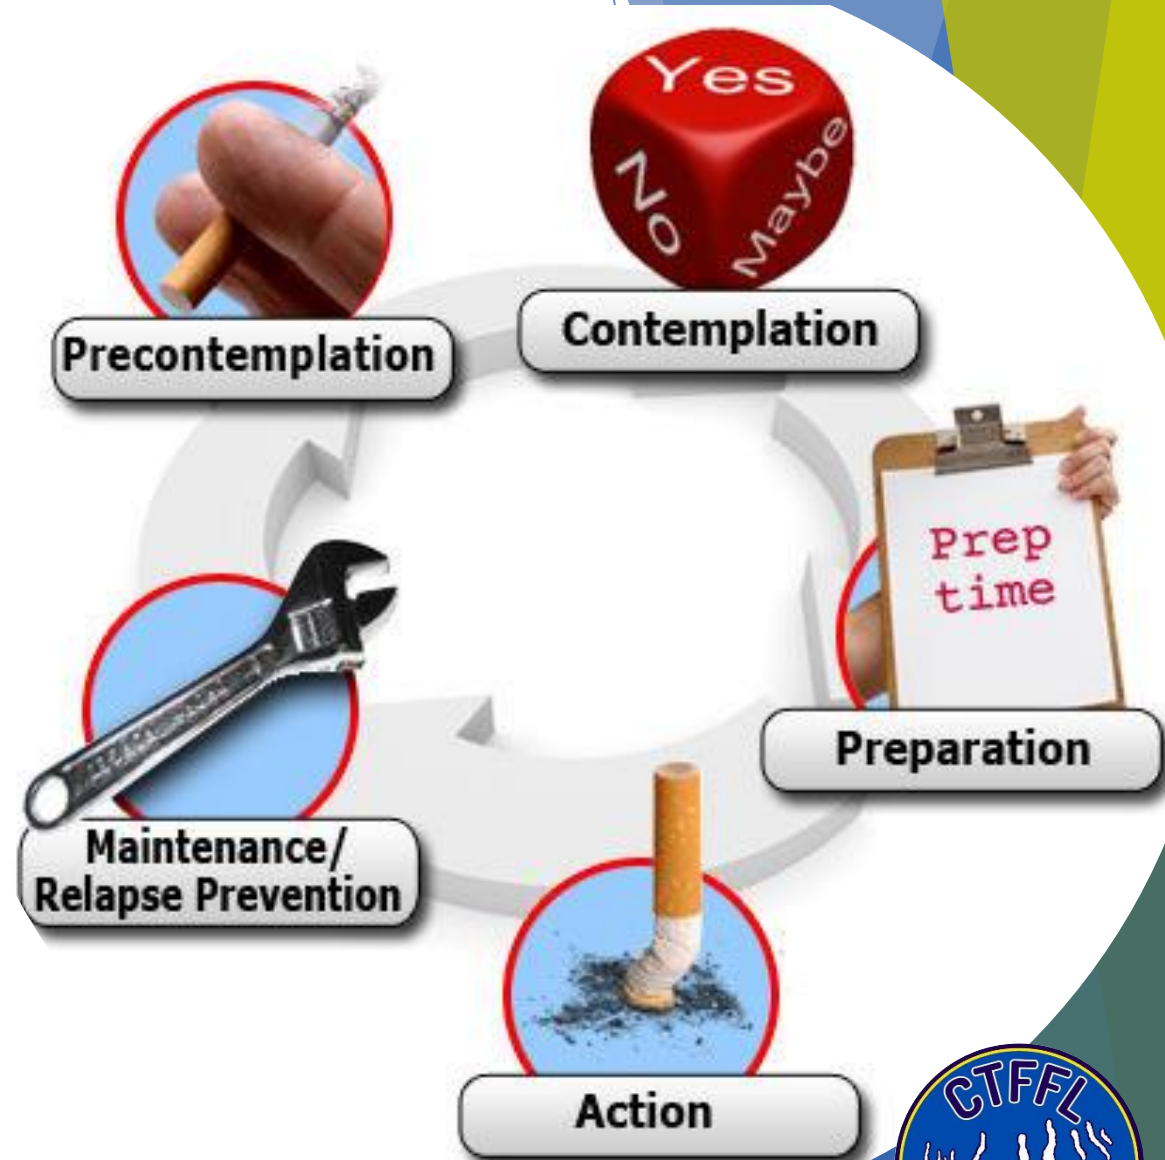 Yes
No
Maybe
Precontemplation
Contemplation
Prep
time
Preparation
Maintenance/
Relapse Prevention
Action
CTFFL